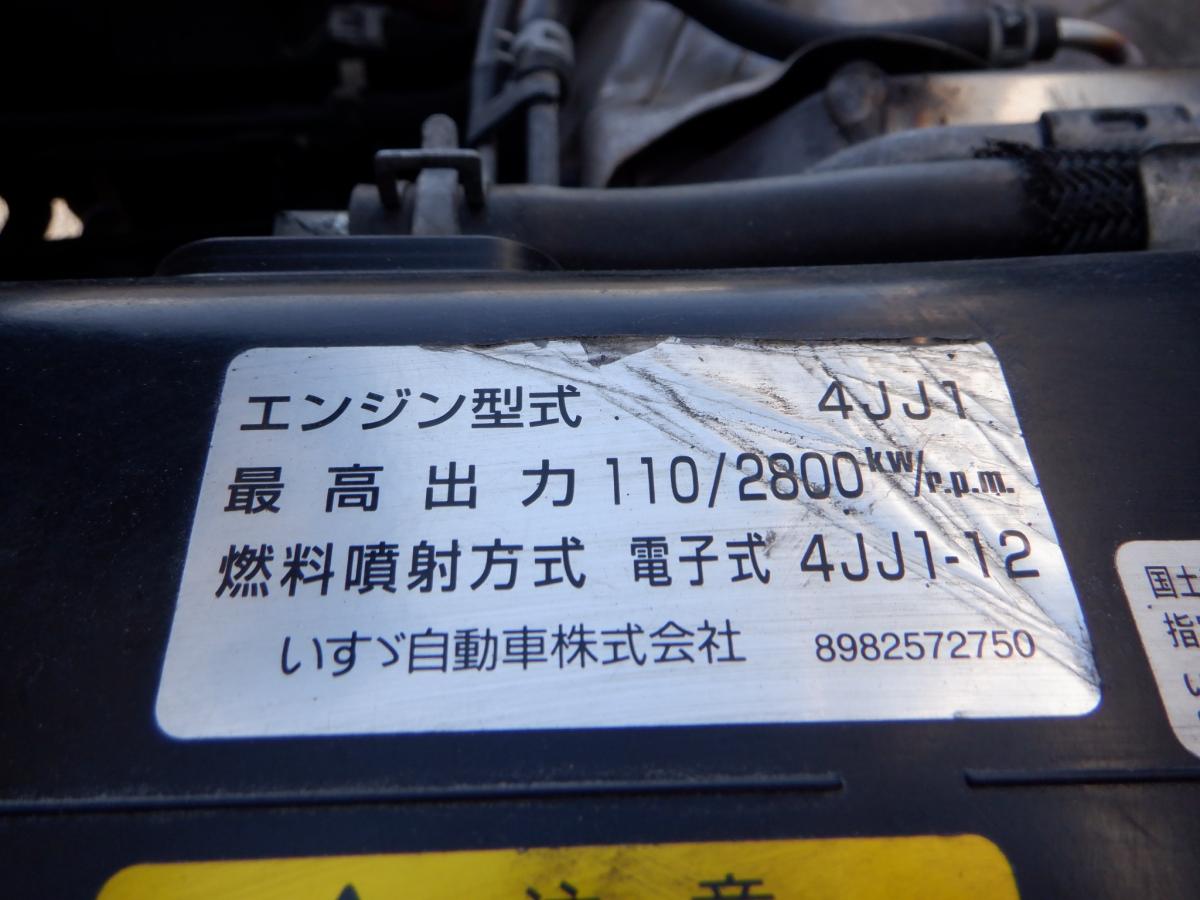 エンジン型式 4JJ1
最高出力 110/2800kW/r.p.m.
燃料噴射方式 電子式 4JJ1-12
いすゞ自動車株式会社 8982572750
国土
指
注意